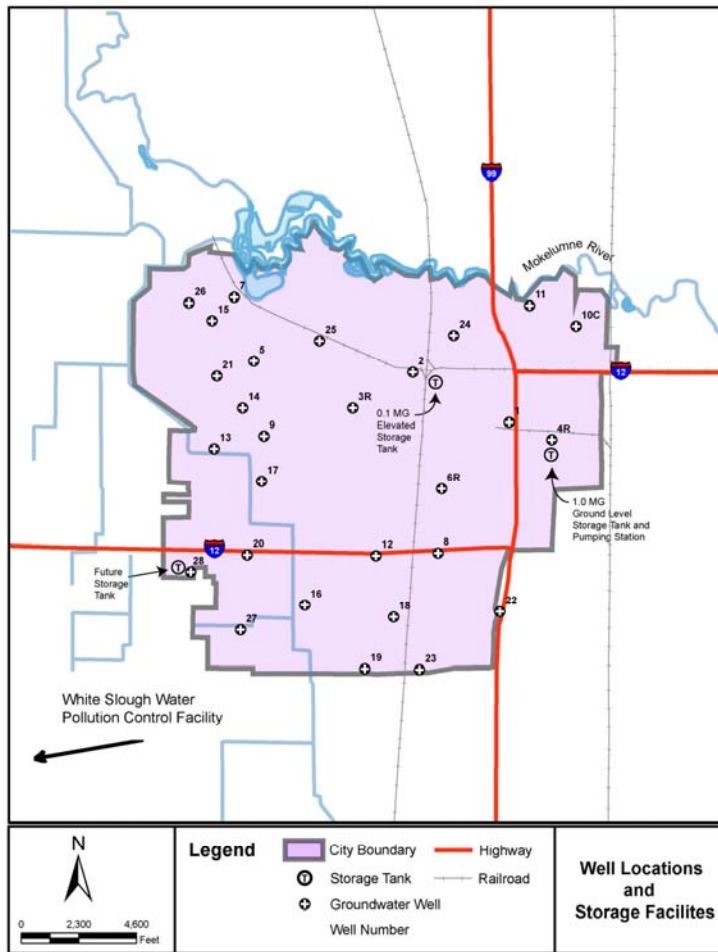 99
Mokelumne River
11
7
26
10C
15
24
25
5
2
12
21
14
3R
0.1 MG
Elevated
Storage
Tank
1
9
4R
13
17
6R
1.0 MG
Ground Level
Storage Tank and
Pumping Station
12
20
12
8
Future
Storage
Tank
28
16
18
22
27
19
23
White Slough Water
Pollution Control Facility
N
0 2,300 4,600
Feet
Legend
City Boundary
Highway
T Storage Tank
Railroad
Groundwater Well
Well Number
Well Locations
and
Storage Facilites
T
T
T